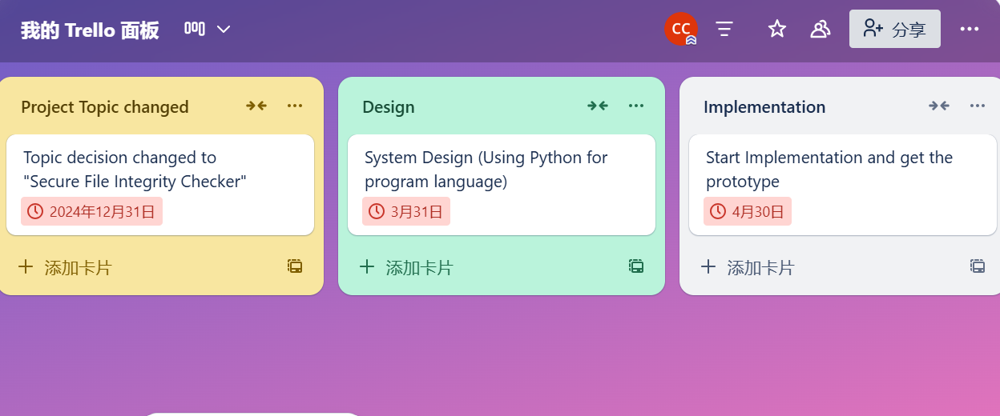 我的 Trello 面板
CC
分享
Project Topic changed
Topic decision changed to
"Secure File Integrity Checker"
2024年12月31日
添加卡片
Design
System Design (Using Python for
program language)
3月31日
添加卡片
Implementation
Start Implementation and get the
prototype
4月30日
添加卡片